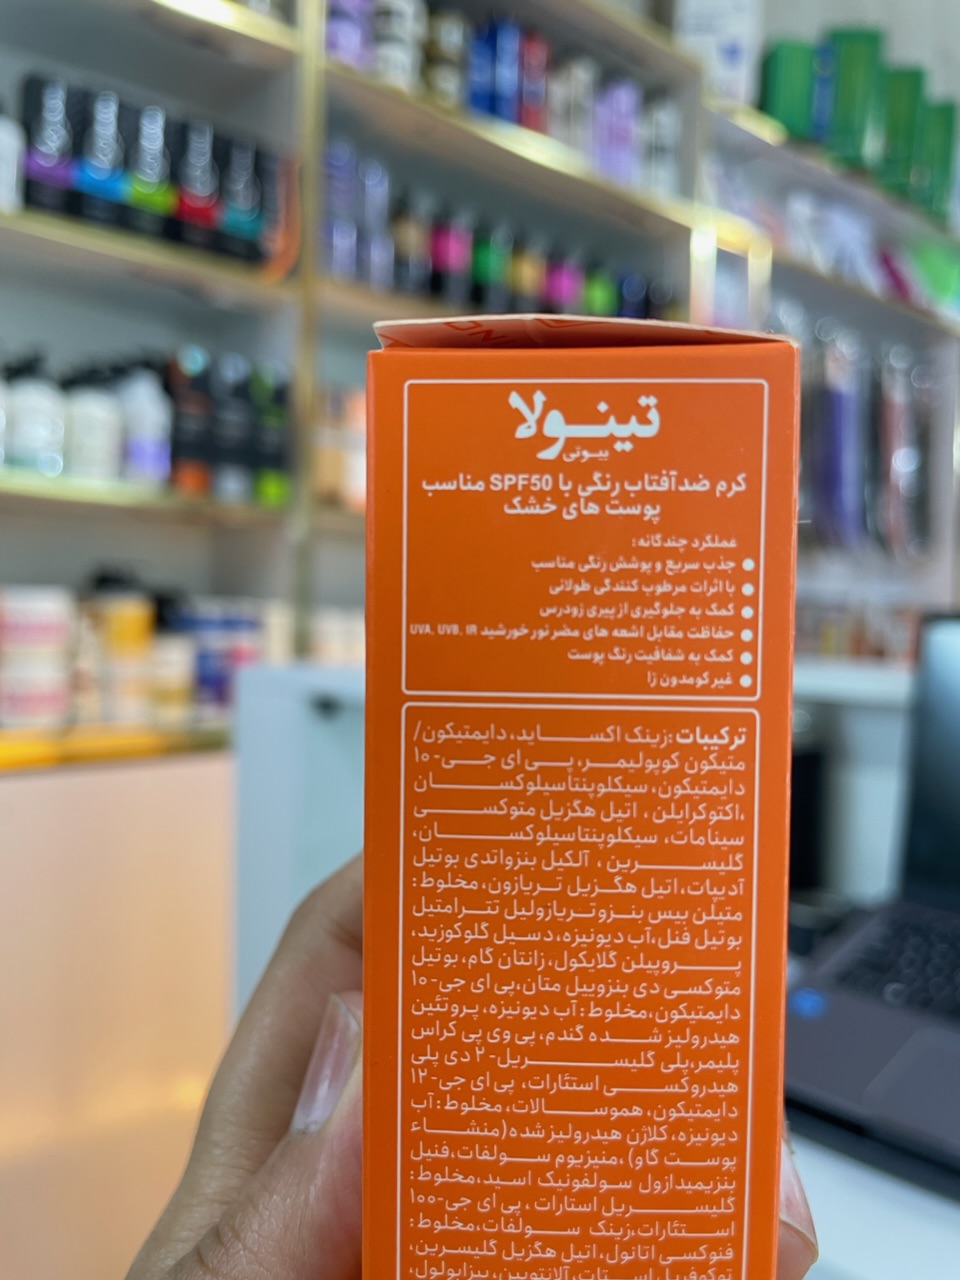 تینولا
بیوتی
کرم ضد آفتاب رنگی با SPF50 مناسب
پوست های خشک
عملکرد چندگانه:
جذب سریع و پوشش رنگی مناسب
با اثرات مرطوب کنندگی طولانی
کمک به جلوگیری از پیری زودرس
حفاظت مقابل اشعه های مضر نور خورشید UVA, UVB, IR
کمک به شفافیت رنگ پوست
غیر کومدون زا
ترکیبات: زینک اکساید، دایمتیکون/
متیکون کوپولیمر، پی ای جی-۱۰
دایمتیکون، سیکلوپنتاسیلوکسان
،اکتوکرایلن، اتیل هگزیل متوکسی
سینامات، سیکلوپنتاسیلوکسان،
گلیسرین، آلکیل بنزواتدی بوتیل
آدیپات، اتیل هگزیل تریازون، مخلوط:
متیلن بیس بنزوتریازولیل تترامتیل
بوتیل فنل، آب دیونیزه، دسیل گلوکوزید،
پروپیلن گلایکول، زانتان گام، بوتیل
متوکسی دی بنزوییل متان، پی ای جی-۱۰
دایمتیکون، مخلوط: آب دیونیزه، پروتئین
هیدرولیز شده گندم، پی وی پی کراس
پلیمر، پلی گلیسریل-۲ دی پلی
هیدروکسی استئارات، پی ای جی-۱۲
دایمتیکون، هموسالات، مخلوط: آب
دیونیزه، کلاژن هیدرولیز شده (منشاء
پوست گاو)، منیزیوم سولفات، فنیل
بنزیمیدازول سولفونیک اسید، مخلوط:
گلیسریل استارات، پی ای جی-۱۰۰
استئارات، زینک سولفات، مخلوط:
فنوکسی اتانول، اتیل هگزیل گلیسرین،
توکوفریل استات، آلانتویین، بیزابولول،